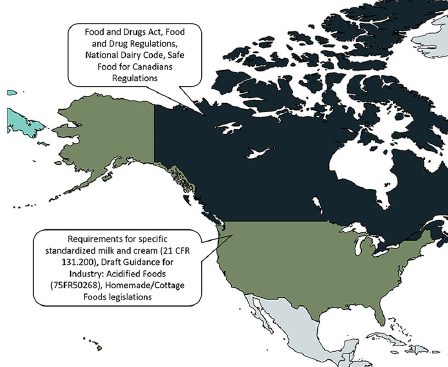 Food and Drugs Act, Food
and Drug Regulations,
National Dairy Code, Safe
Food for Canadians
Regulations
Requirements for specific
standardized milk and cream (21 CFR
131.200), Draft Guidance for
Industry: Acidified Foods
(75FR50268), Homemade/Cottage
Foods legislations